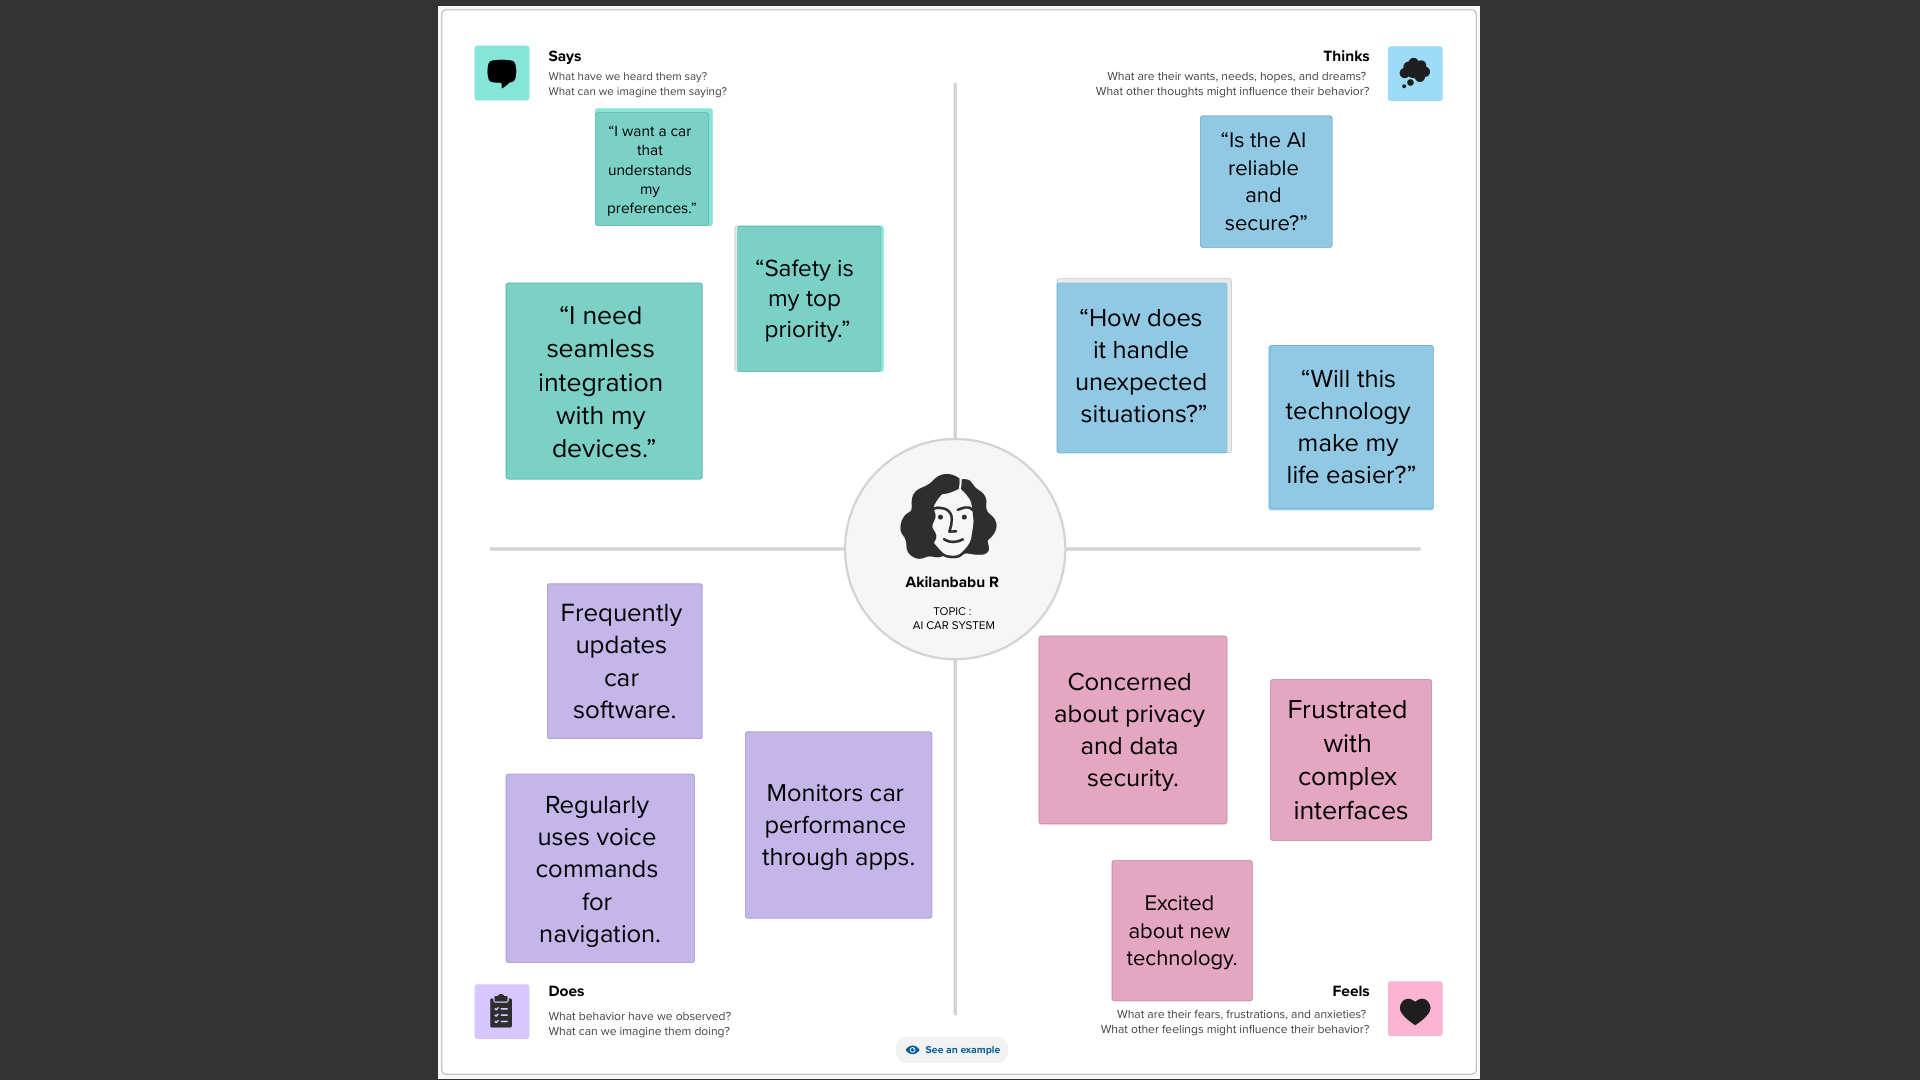 Says
What have we heard them say?
What can we imagine them saying?
“I want a car
that
understands
my
preferences.”
“Safety is
my top
priority.”
“I need
seamless
integration
with my
devices.”
Thinks
What are their wants, needs, hopes, and dreams?
What other thoughts might influence their behavior?
“Is the AI
reliable
and
secure?”
“How does
it handle
unexpected
situations?”
“Will this
technology
make my
life easier?”
Akilanbabu R
TOPIC :
AI CAR SYSTEM
Frequently
updates
car
software.
Regularly
uses voice
commands
for
navigation.
Monitors car
performance
through apps.
Does
What behavior have we observed?
What can we imagine them doing?
Concerned
about privacy
and data
security.
Frustrated
with
complex
interfaces
Excited
about new
technology.
Feels
What are their fears, frustrations, and anxieties?
What other feelings might influence their behavior?
See an example